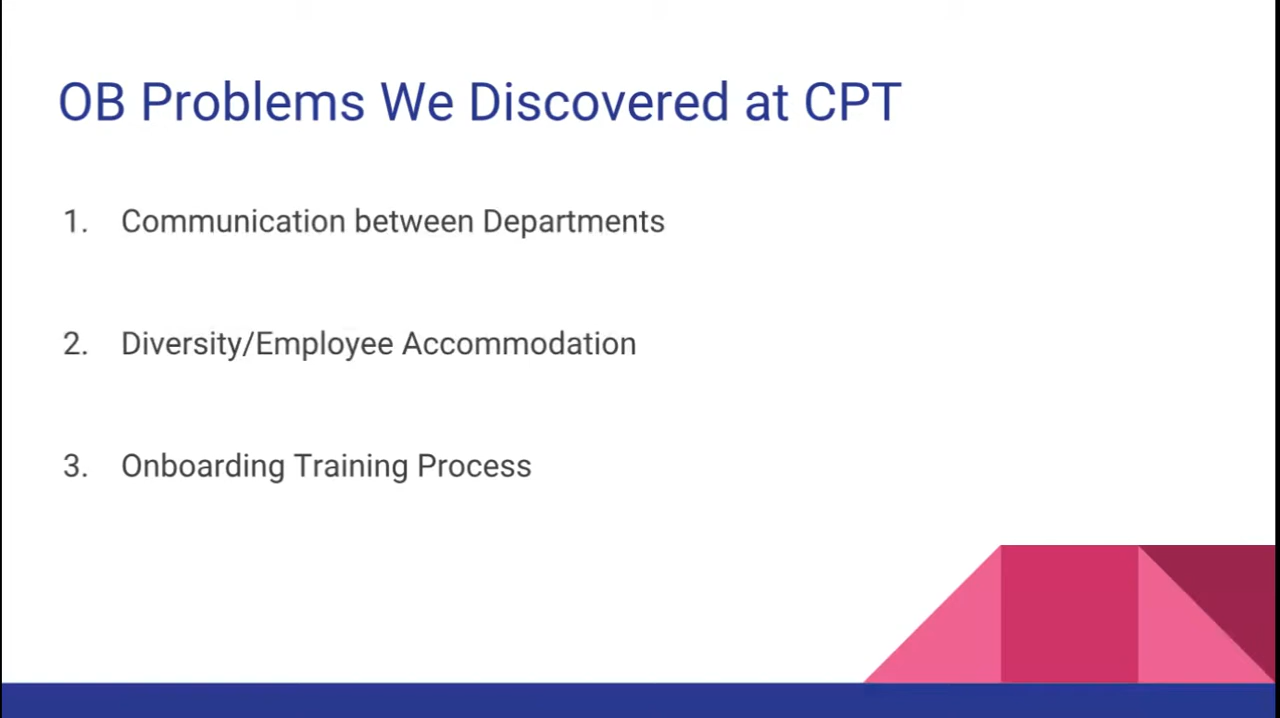 OB Problems We Discovered at CPT
1. Communication between Departments
2. Diversity/Employee Accommodation
3. Onboarding Training Process